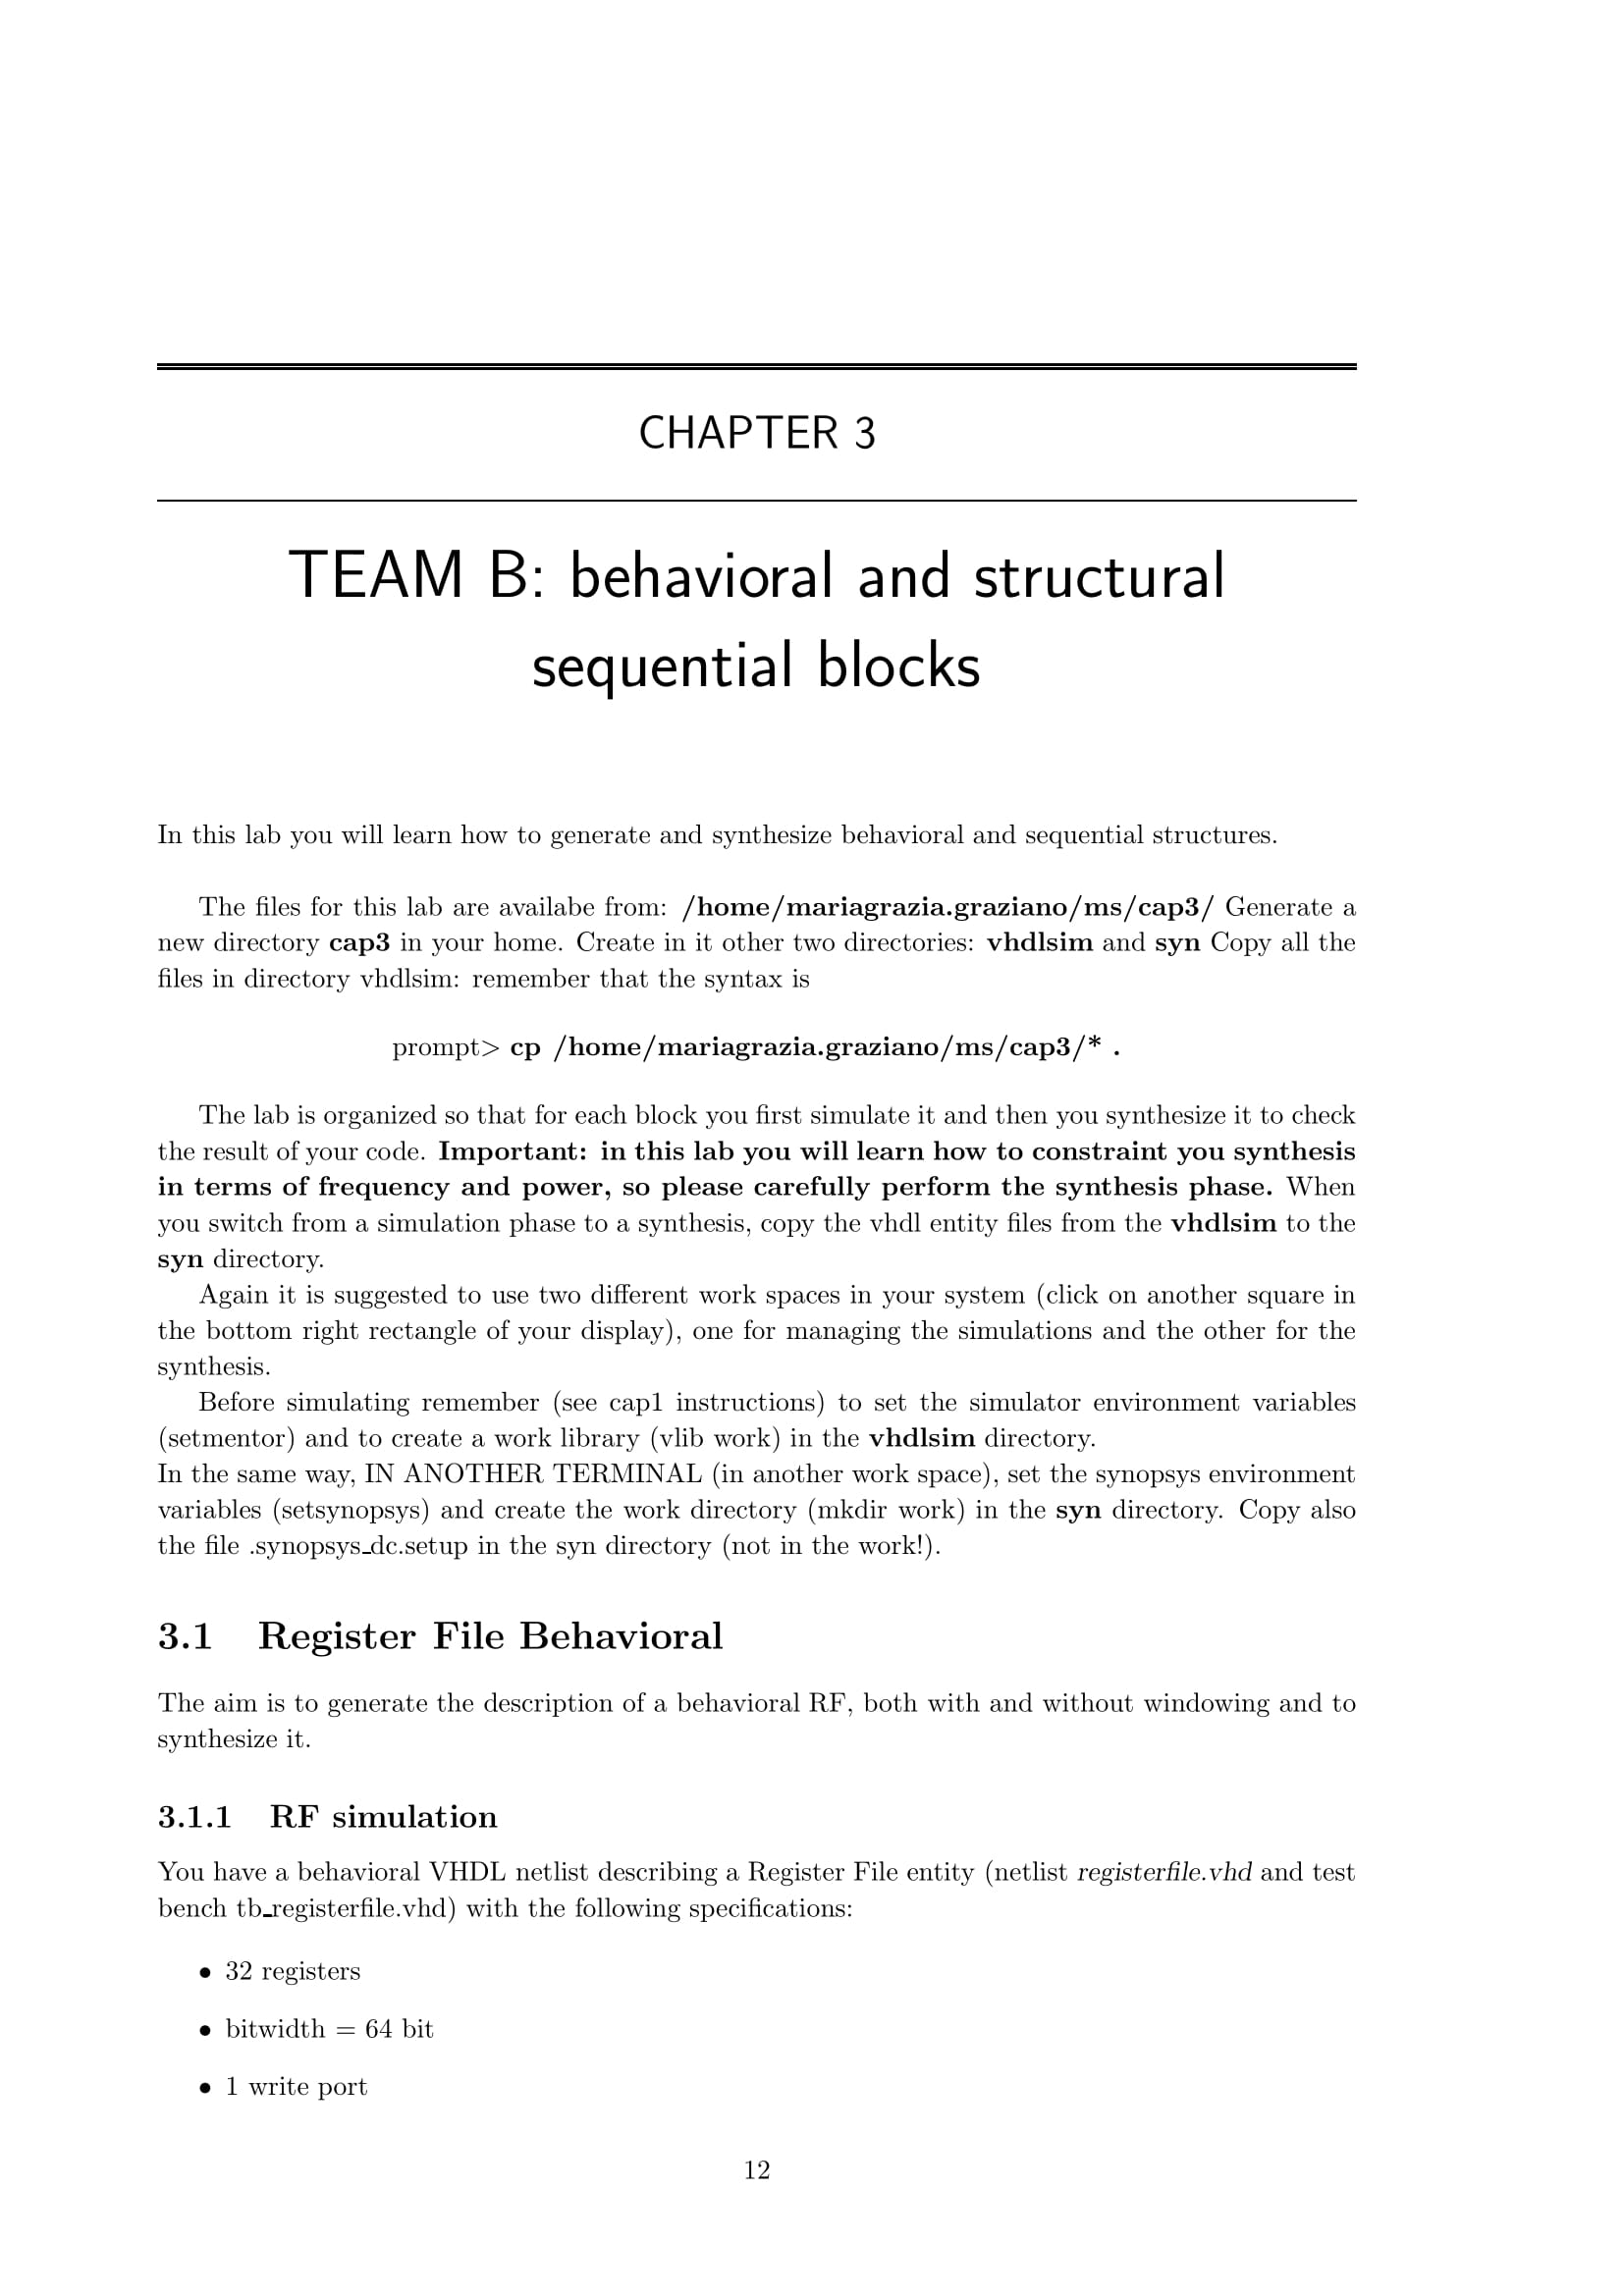 CHAPTER 3
TEAM B: behavioral and structural
sequential blocks
In this lab you will learn how to generate and synthesize behavioral and sequential structures.
The files for this lab are availabe from: /home/mariagrazia.graziano/ms/cap3/ Generate a
new directory cap3 in your home. Create in it other two directories: vhdlsim and syn Copy all the
files in directory vhdlsim: remember that the syntax is
prompt> cp /home/mariagrazia.graziano/ms/cap3/* .
The lab is organized so that for each block you first simulate it and then you synthesize it to check
the result of your code. Important: in this lab you will learn how to constraint you synthesis
in terms of frequency and power, so please carefully perform the synthesis phase. When
you switch from a simulation phase to a synthesis, copy the vhdl entity files from the vhdlsim to the
syn directory.
Again it is suggested to use two different work spaces in your system (click on another square in
the bottom right rectangle of your display), one for managing the simulations and the other for the
synthesis.
Before simulating remember (see cap1 instructions) to set the simulator environment variables
(setmentor) and to create a work library (vlib work) in the vhdlsim directory.
In the same way, IN ANOTHER TERMINAL (in another work space), set the synopsys environment
variables (setsynopsys) and create the work directory (mkdir work) in the syn directory. Copy also
the file .synopsys_dc.setup in the syn directory (not in the work!).
3.1 Register File Behavioral
The aim is to generate the description of a behavioral RF, both with and without windowing and to
synthesize it.
3.1.1 RF simulation
You have a behavioral VHDL netlist describing a Register File entity (netlist registerfile.vhd and test
bench tb_registerfile.vhd) with the following specifications:
• 32 registers
• bitwidth = 64 bit
• 1 write port
12